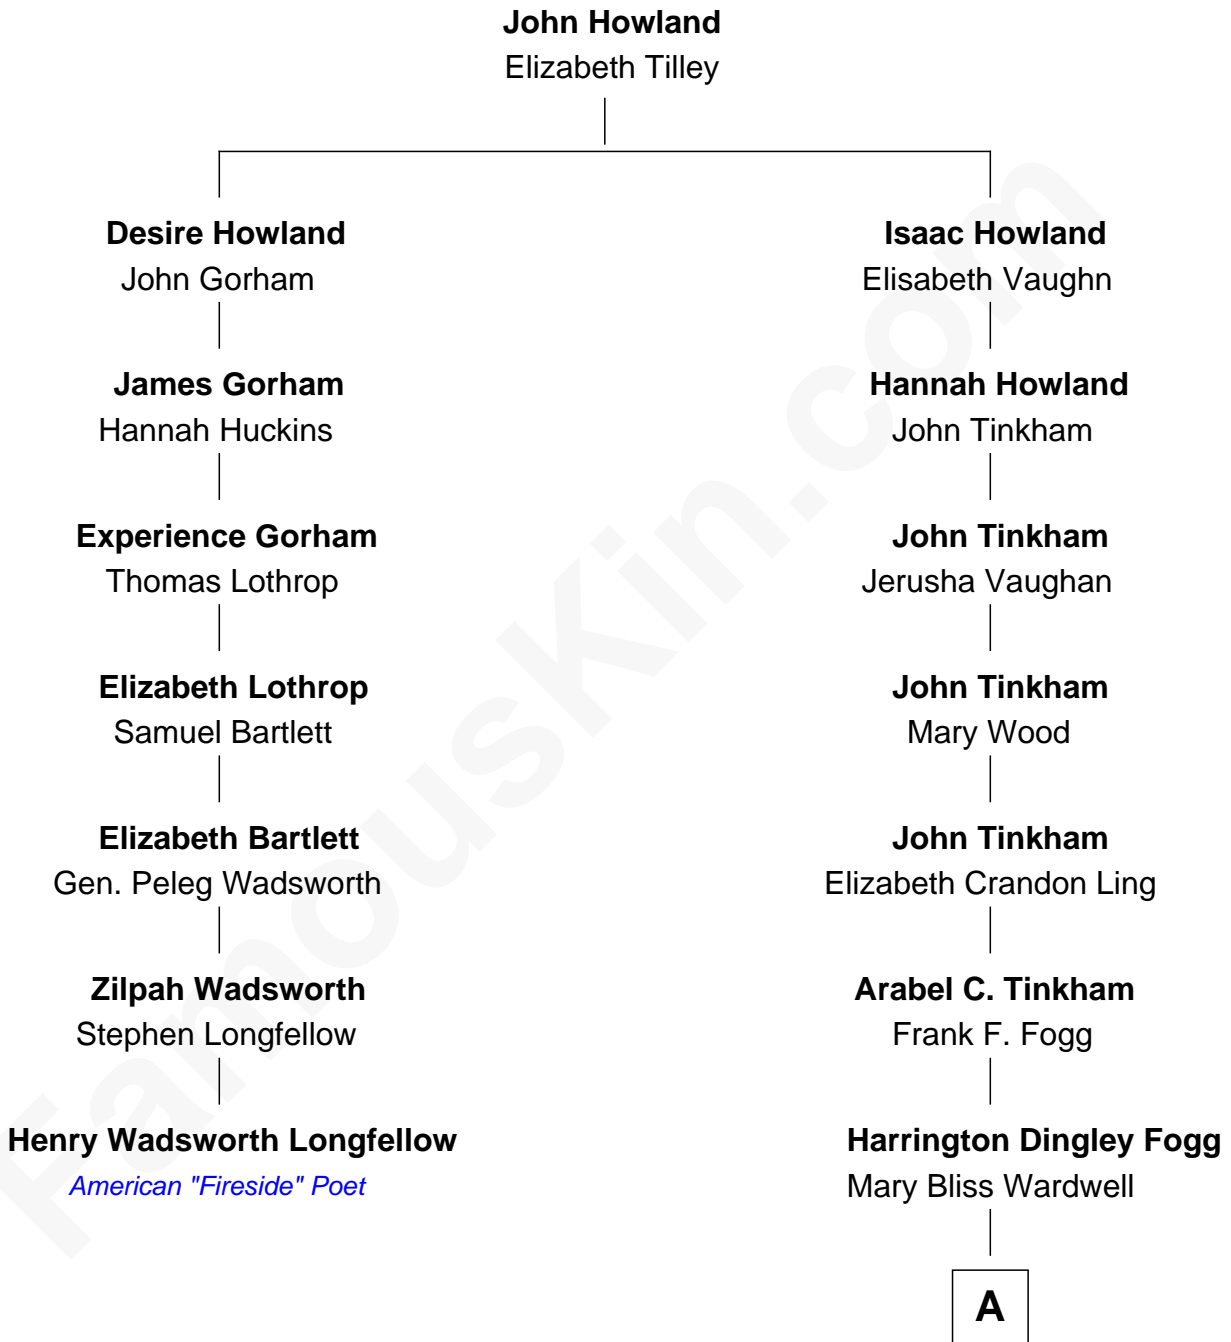 John Howland
Elizabeth Tilley
Desire Howland
John Gorham
Isaac Howland
Elisabeth Vaughn
James Gorham
Hannah Huckins
Hannah Howland
John Tinkham
Experience Gorham
Thomas Lothrop
John Tinkham
Jerusha Vaughan
Elizabeth Lothrop
Samuel Bartlett
John Tinkham
Mary Wood
Elizabeth Bartlett
Gen. Peleg Wadsworth
John Tinkham
Elizabeth Crandon Ling
Zilpah Wadsworth
Stephen Longfellow
Arabel C. Tinkham
Frank F. Fogg
Henry Wadsworth Longfellow
American "Fireside" Poet
Harrington Dingley Fogg
Mary Bliss Wardwell
A
FamousKin.com